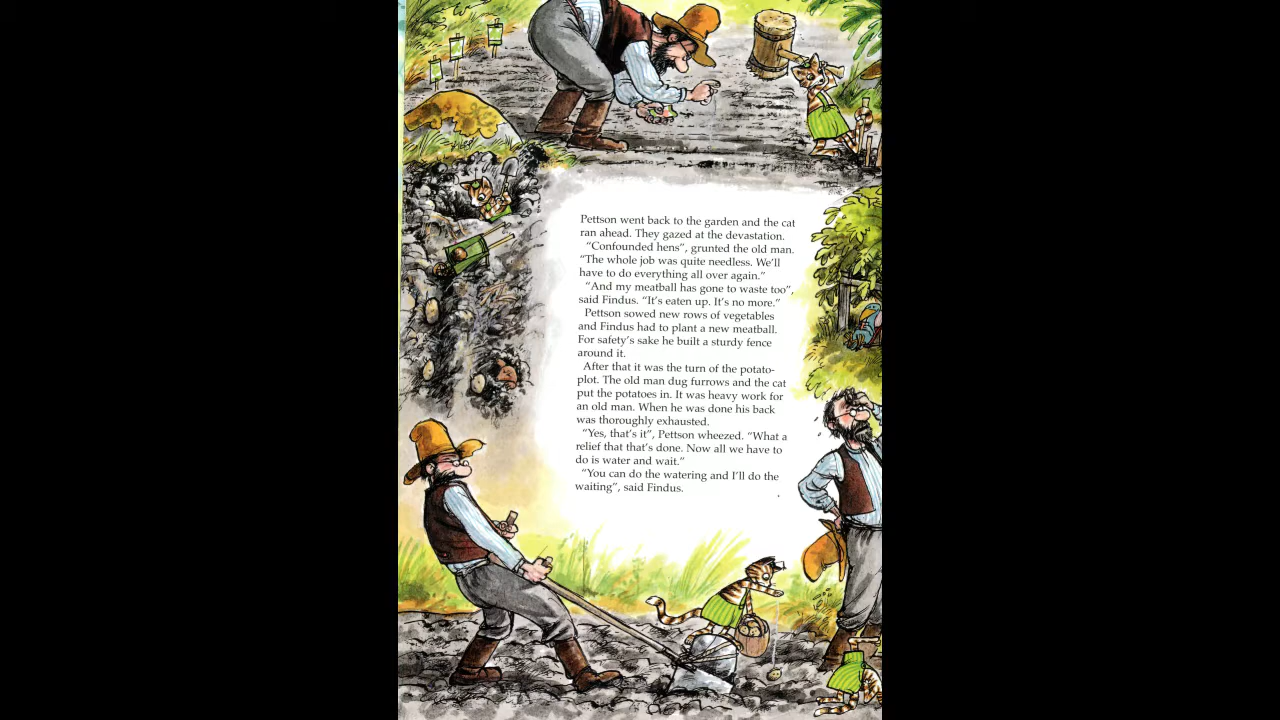 Pettson went back to the garden and the cat
ran ahead. They gazed at the devastation.
“Confounded hens”, grunted the old man.
“The whole job was quite needless. We’ll
have to do everything all over again.”
“And my meatball has gone to waste too”,
said Findus. “It’s eaten up. It’s no more.”
Pettson sowed new rows of vegetables
and Findus had to plant a new meatball.
For safety’s sake he built a sturdy fence
around it.
After that it was the turn of the potato-
plot. The old man dug furrows and the cat
put the potatoes in. It was heavy work for
an old man. When he was done his back
was thoroughly exhausted.
“Yes, that’s it”, Pettson wheezed. “What a
relief that that’s done. Now all we have to
do is water and wait.”
“You can do the watering and I’ll do the
waiting”, said Findus.